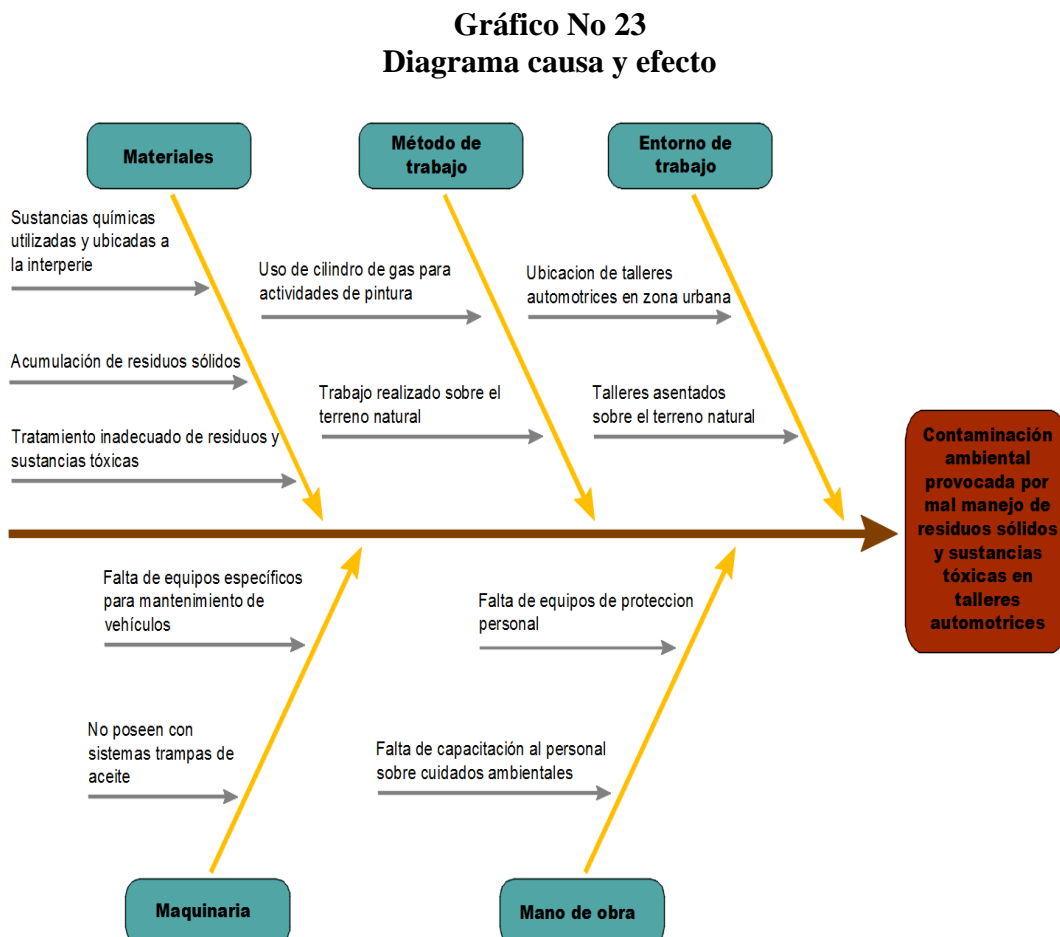 Gráfico No 23
Diagrama causa y efecto
Materiales
Método de
trabajo
Entorno de
trabajo
Sustancias químicas
utilizadas y ubicadas a
la interperie
Uso de cilindro de gas para
actividades de pintura
Ubicacion de talleres
automotrices en zona urbana
Acumulación de residuos sólidos
Trabajo realizado sobre el
terreno natural
Talleres asentados
sobre el terreno natural
Tratamiento inadecuado de residuos y
sustancias tóxicas
Contaminación
ambiental
provocada por
mal manejo de
residuos sólidos
y sustancias
tóxicas en
talleres
automotrices
Falta de equipos específicos
para mantenimiento de
vehículos
Falta de equipos de proteccion
personal
No poseen con
sistemas trampas de
aceite
Falta de capacitación al personal
sobre cuidados ambientales
Maquinaria
Mano de obra